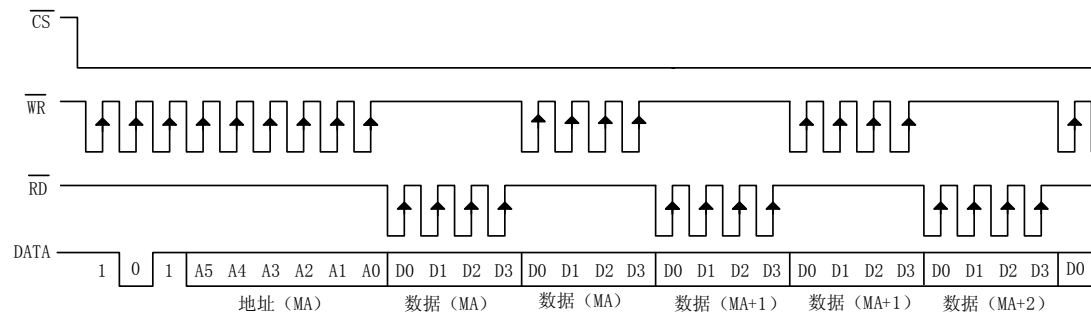 CS
WR
RD
DATA 1 0 1 A5 A4 A3 A2 A1 A0 D0 D1 D2 D3 D0 D1 D2 D3 D0 D1 D2 D3 D0 D1 D2 D3 D0 D1 D2 D3 D0
地址（MA） 数据（MA） 数据（MA） 数据（MA+1） 数据（MA+1） 数据（MA+2）